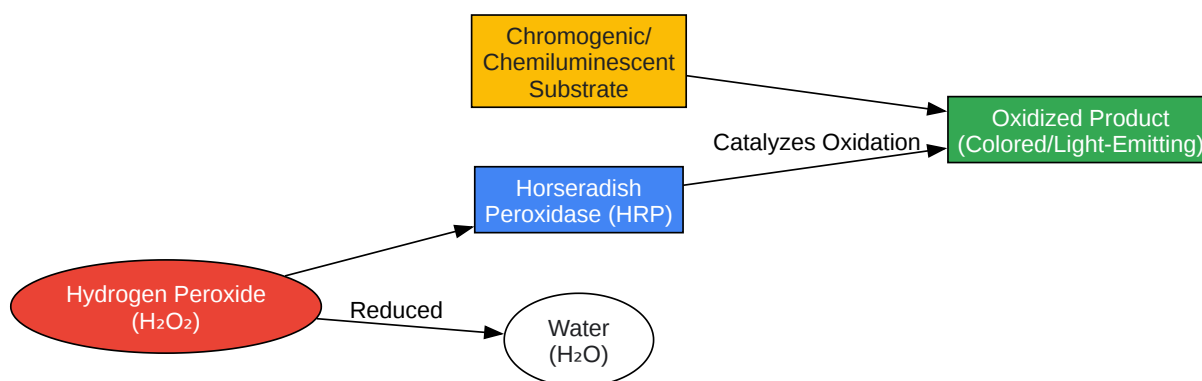 Chromogenic/
Chemiluminescent
Substrate
Oxidized Product
(Colored/Light-Emitting)
Catalyzes Oxidation
Horseradish
Peroxidase (HRP)
Hydrogen Peroxide
(H₂O₂)
Reduced
Water
(H₂O)